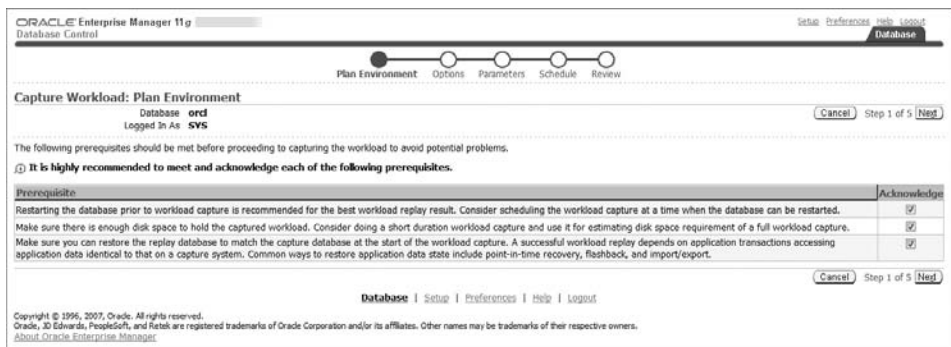 ORACLE Enterprise Manager 11g
Database Control
Setup Preferences Help Logout
Database
Plan Environment Options Parameters Schedule Review
Capture Workload: Plan Environment
Database orcl
Logged In As SYS
Cancel Step 1 of 5 Next
The following prerequisites should be met before proceeding to capturing the workload to avoid potential problems.
It is highly recommended to meet and acknowledge each of the following prerequisites.
Prerequisite Acknowledge
Restarting the database prior to workload capture is recommended for the best workload replay result. Consider scheduling the workload capture at a time when the database can be restarted.
Make sure there is enough disk space to hold the captured workload. Consider doing a short duration workload capture and use it for estimating disk space requirement of a full workload capture.
Make sure you can restore the replay database to match the capture database at the start of the workload capture. A successful workload replay depends on application transactions accessing
application data identical to that on a capture system. Common ways to restore application data state include point-in-time recovery, flashback, and import/export.
Cancel Step 1 of 5 Next
Database | Setup | Preferences | Help | Logout
Copyright © 1996, 2007, Oracle. All rights reserved.
Oracle, JD Edwards, PeopleSoft, and Retek are registered trademarks of Oracle Corporation and/or its affiliates. Other names may be trademarks of their respective owners.
About Oracle Enterprise Manager